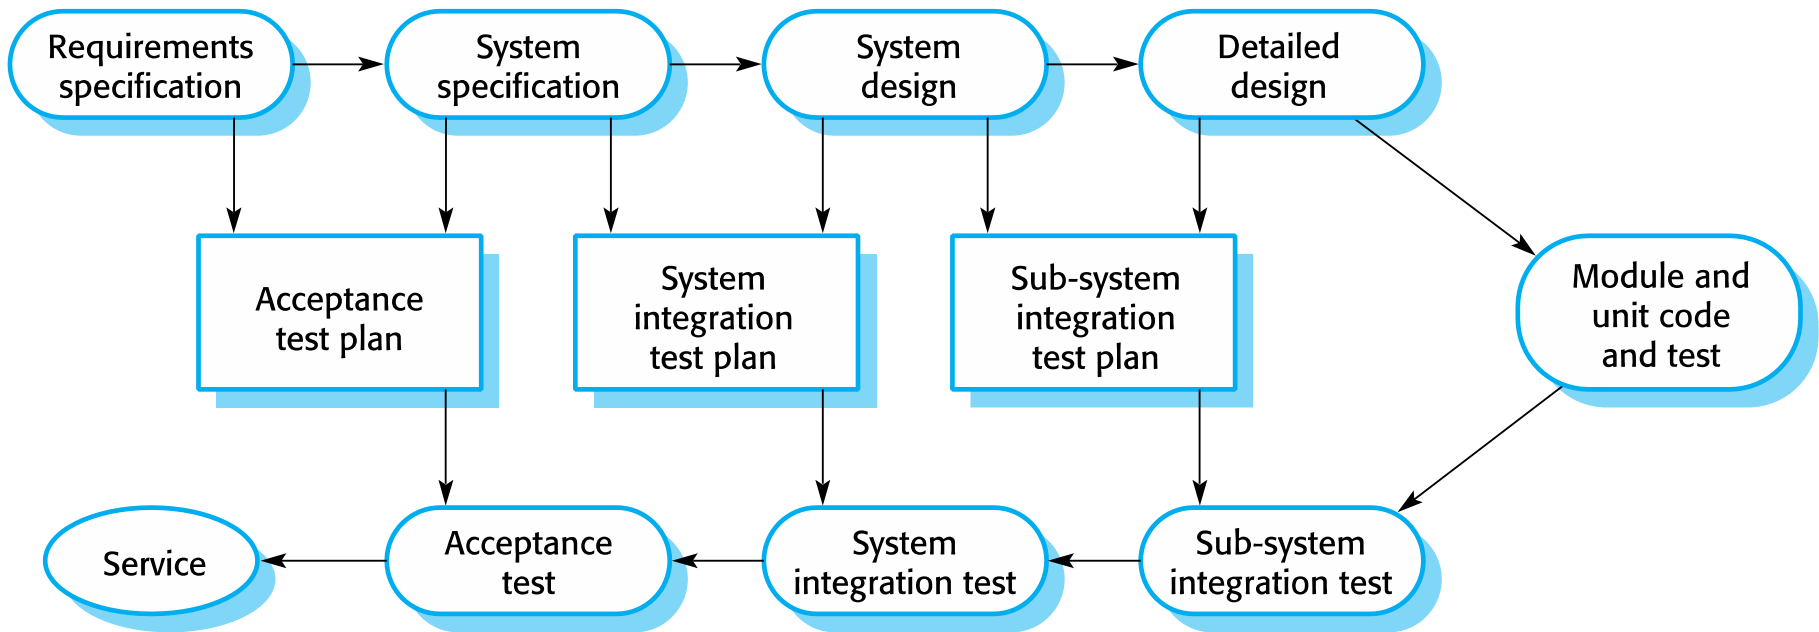 Requirements
specification
System
specification
System
design
Detailed
design
Acceptance
test plan
System
integration
test plan
Sub-system
integration
test plan
Module and
unit code
and test
Service
Acceptance
test
System
integration test
Sub-system
integration test